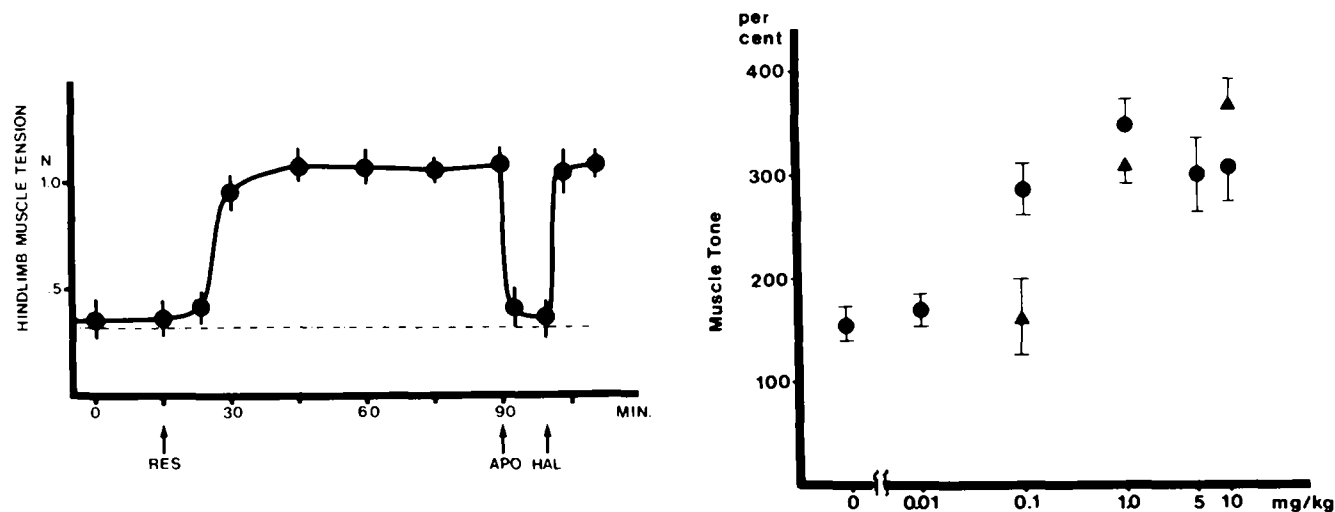 HINDLIMB MUSCLE TENSION
N
1.0
.5
0 30 60 90 MIN.
RES APO HAL
per
cent
400
300
200
100
Muscle Tone
0 0.01 0.1 1.0 5 10 mg/kg